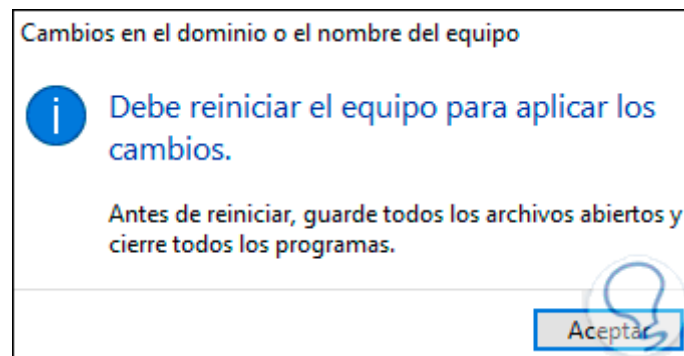 Cambios en el dominio o el nombre del equipo
Debe reiniciar el equipo para aplicar los
cambios.
Antes de reiniciar, guarde todos los archivos abiertos y
cierre todos los programas.
Aceptar